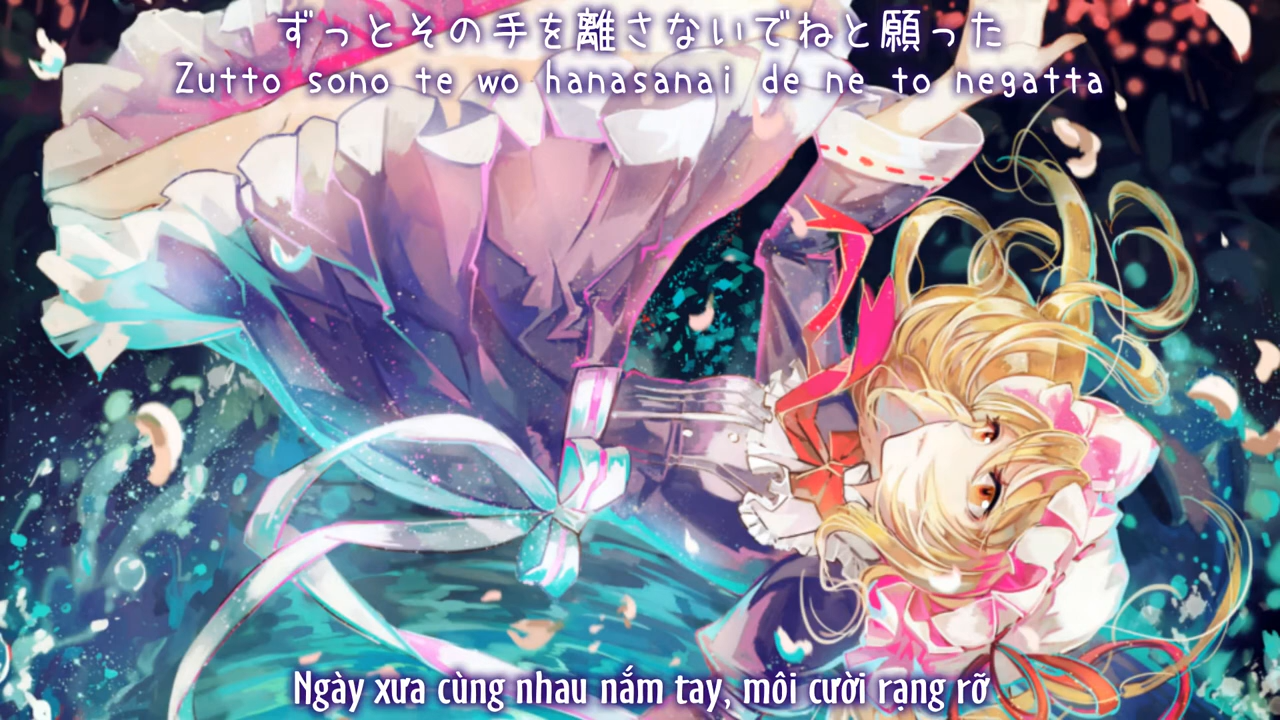 ずっとその手を離さないでねと願った
Zutto sono te wo hanasanai de ne to negatta
Ngày xưa cùng nhau nắm tay, môi cười rạng rỡ